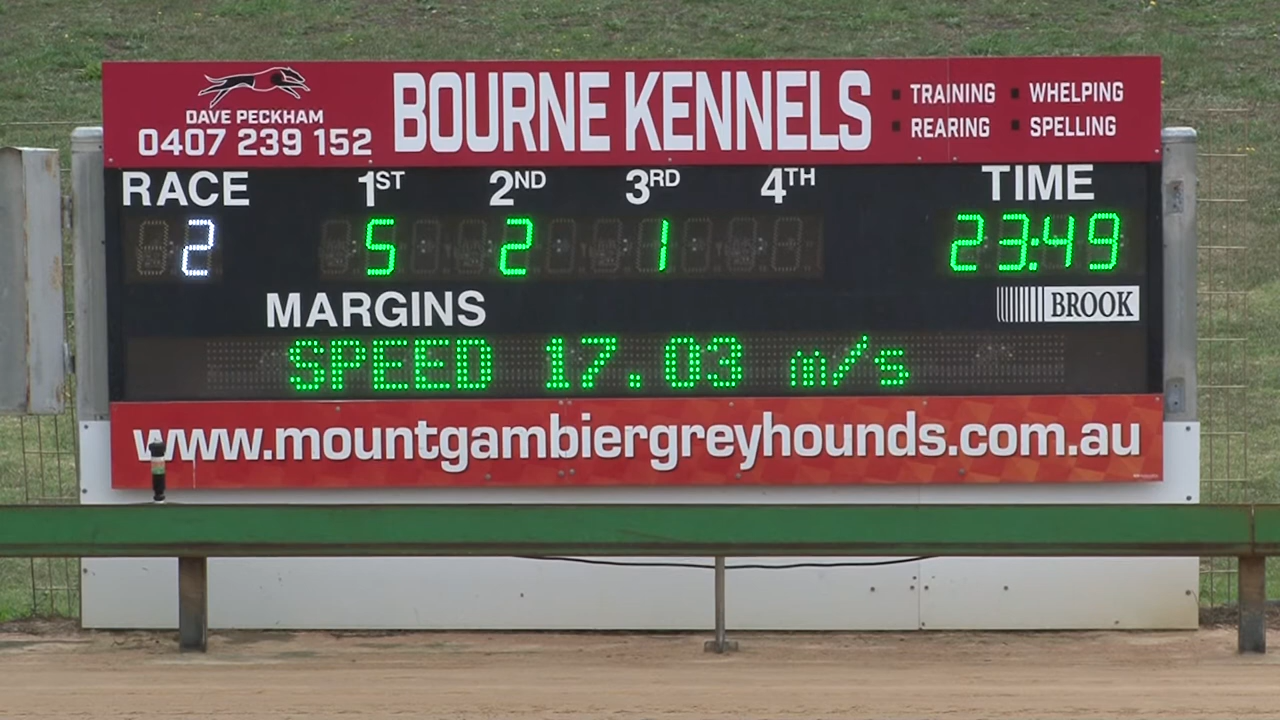 DAVE PECKHAM
0407 239 152
BOURNE KENNELS
▪ TRAINING ▪ WHELPING
▪ REARING ▪ SPELLING
RACE 1ST 2ND 3RD 4TH TIME
2 5 2 1 23:49
MARGINS
BROOK
SPEED 17.03 m/s
www.mountgambiergreyhounds.com.au